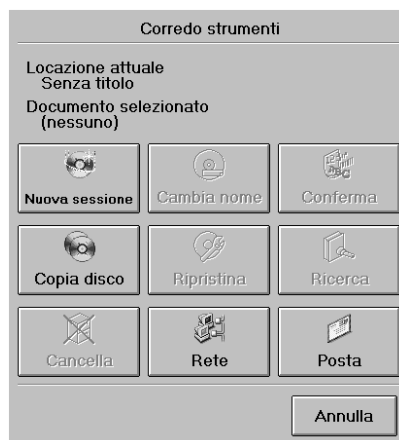 Corredo strumenti
Locazione attuale
Senza titolo
Documento selezionato
(nessuno)
Nuova sessione
Cambia nome
Conferma
Copia disco
Ripristina
Ricerca
Cancella
Rete
Posta
Annulla